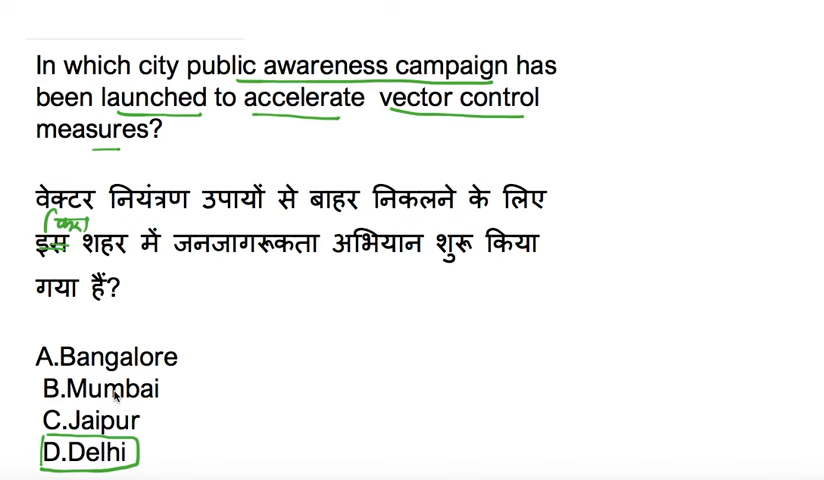 In which city public awareness campaign has
been launched to accelerate vector control
measures?
वेक्टर नियंत्रण उपायों से बाहर निकलने के लिए
किस
इस शहर में जनजागरूकता अभियान शुरू किया
गया हैं?
A.Bangalore
B.Mumbai
C.Jaipur
D.Delhi